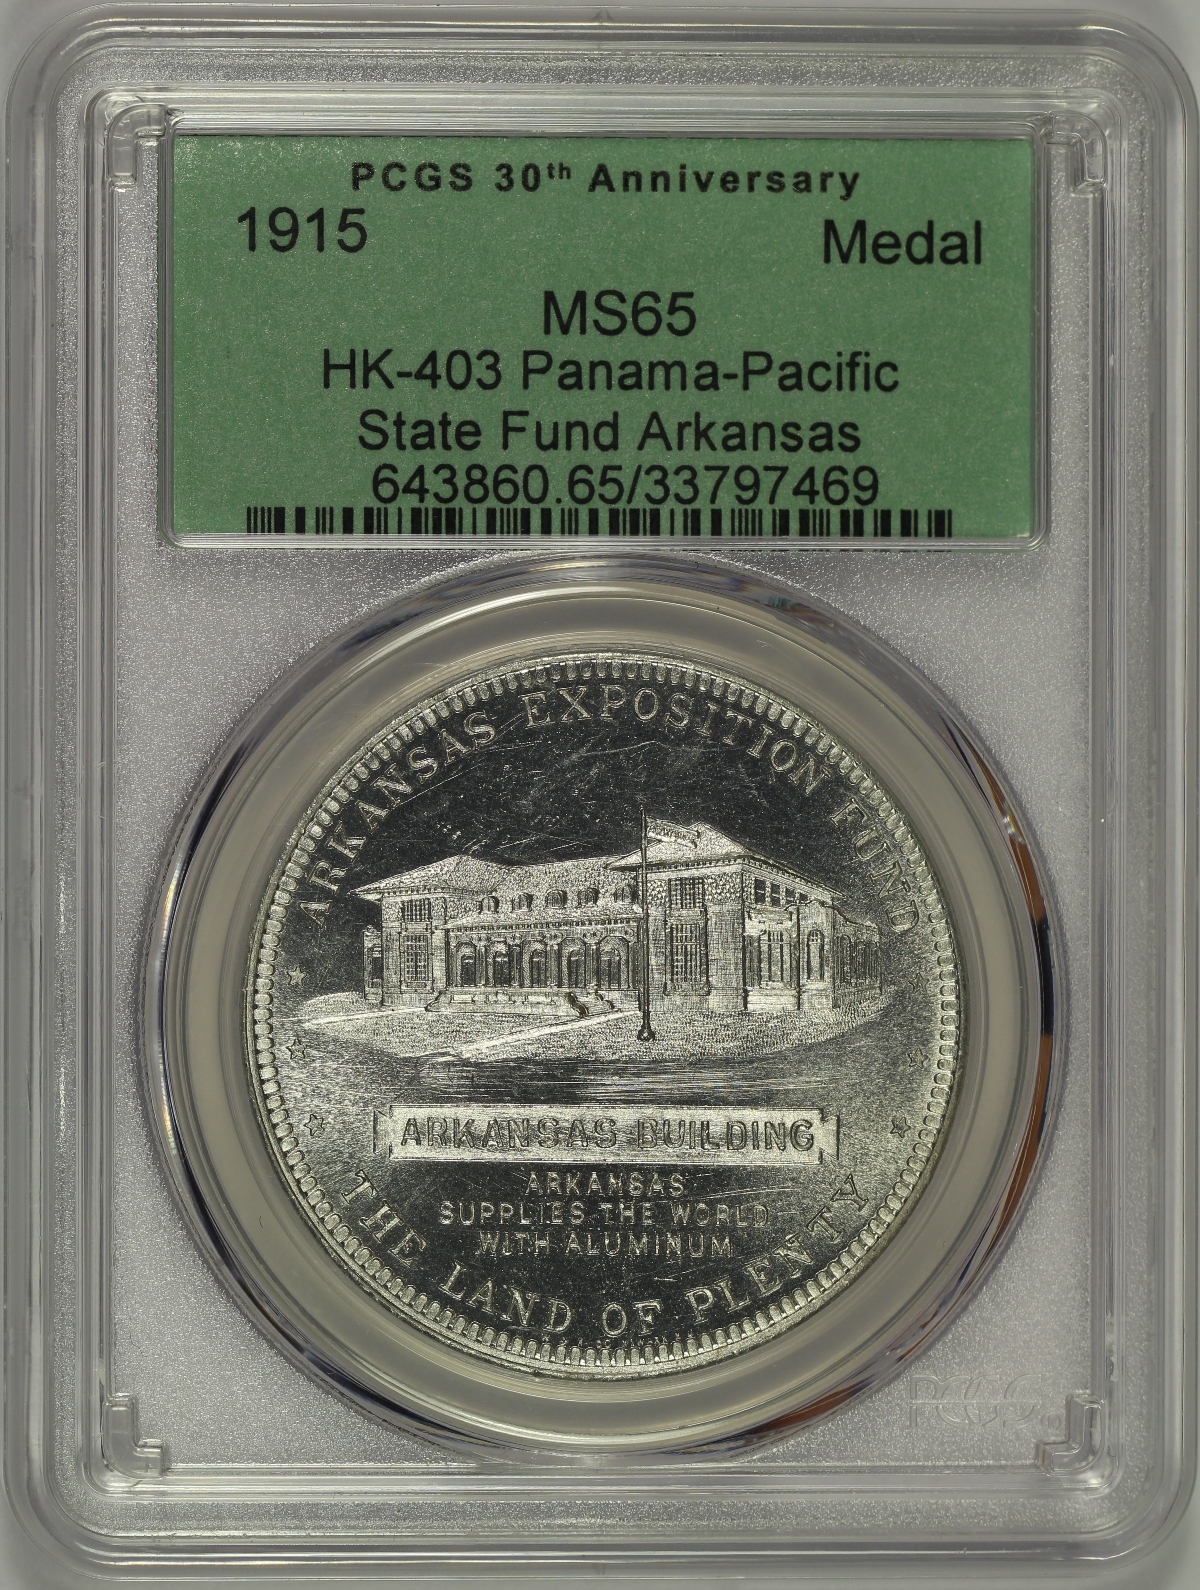 PCGS 30th Anniversary
1915 Medal
MS65
HK-403 Panama-Pacific
State Fund Arkansas
643860.65/33797469
ARKANSAS EXPOSITION FUND
ARKANSAS BUILDING
ARKANSAS
SUPPLIES THE WORLD
WITH ALUMINUM
THE LAND OF PLENTY
PCGS